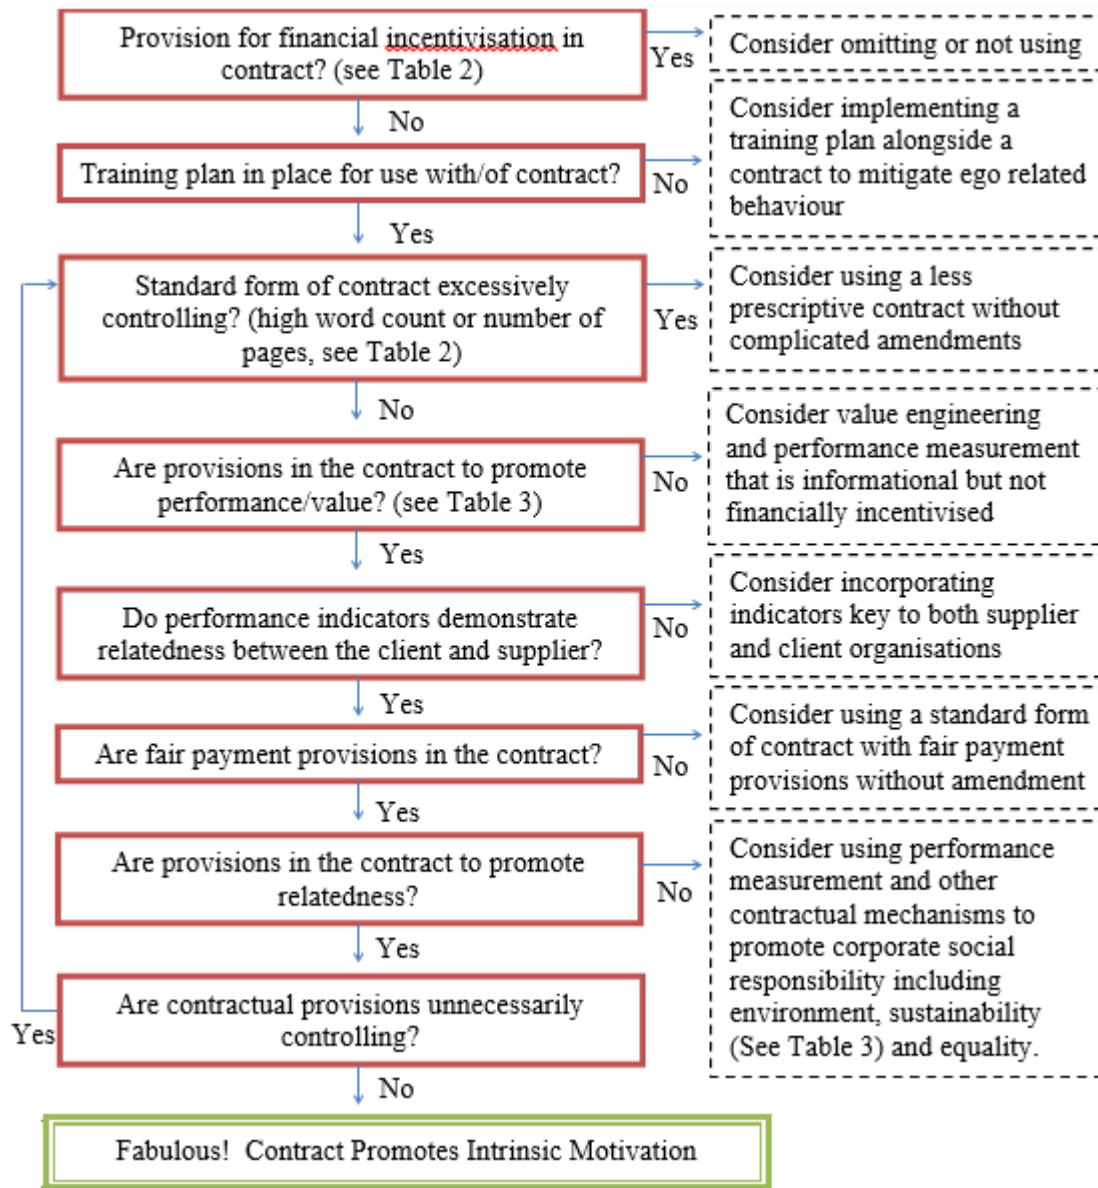 Provision for financial incentivisation in
contract? (see Table 2)
Yes
Consider omitting or not using
No
Training plan in place for use with/of contract?
No
Consider implementing a
training plan alongside a
contract to mitigate ego related
behaviour
Yes
Standard form of contract excessively
controlling? (high word count or number of
pages, see Table 2)
Yes
Consider using a less
prescriptive contract without
complicated amendments
No
Are provisions in the contract to promote
performance/value? (see Table 3)
No
Consider value engineering
and performance measurement
that is informational but not
financially incentivised
Yes
Do performance indicators demonstrate
relatedness between the client and supplier?
No
Consider incorporating
indicators key to both supplier
and client organisations
Yes
Are fair payment provisions in the contract?
No
Consider using a standard form
of contract with fair payment
provisions without amendment
Yes
Are provisions in the contract to promote
relatedness?
No
Consider using performance
measurement and other
contractual mechanisms to
promote corporate social
responsibility including
environment, sustainability
(See Table 3) and equality.
Yes
Are contractual provisions unnecessarily
controlling?
Yes
No
Fabulous!  Contract Promotes Intrinsic Motivation